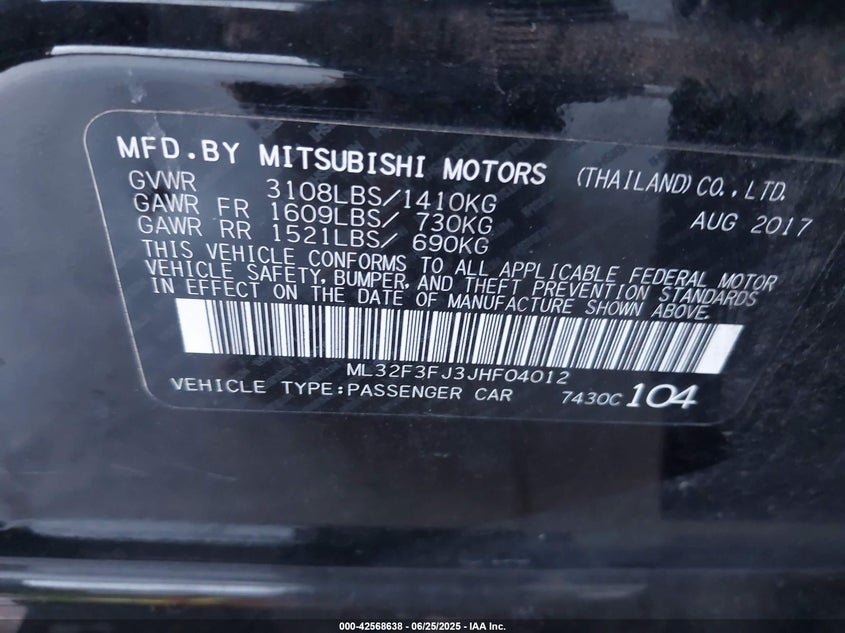 MFD.BY MITSUBISHI MOTORS (THAILAND)CO.,LTD.
GVWR 3108LBS/1410KG AUG 2017
GAWR FR 1609LBS/ 730KG
GAWR RR 1521LBS/ 690KG
THIS VEHICLE CONFORMS TO ALL APPLICABLE FEDERAL MOTOR
VEHICLE SAFETY, BUMPER, AND THEFT PREVENTION STANDARDS
IN EFFECT ON THE DATE OF MANUFACTURE SHOWN ABOVE.
ML32F3FJ3JHF04012
VEHICLE TYPE:PASSENGER CAR 7430C 104
000-42568638 - 06/25/2025 - IAA Inc.